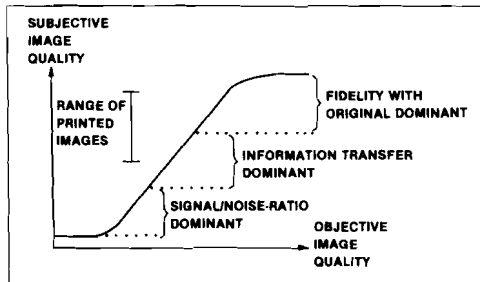 SUBJECTIVE
IMAGE
QUALITY
RANGE OF
PRINTED
IMAGES
FIDELITY WITH
ORIGINAL DOMINANT
INFORMATION TRANSFER
DOMINANT
SIGNAL/NOISE-RATIO
DOMINANT
OBJECTIVE
IMAGE
QUALITY